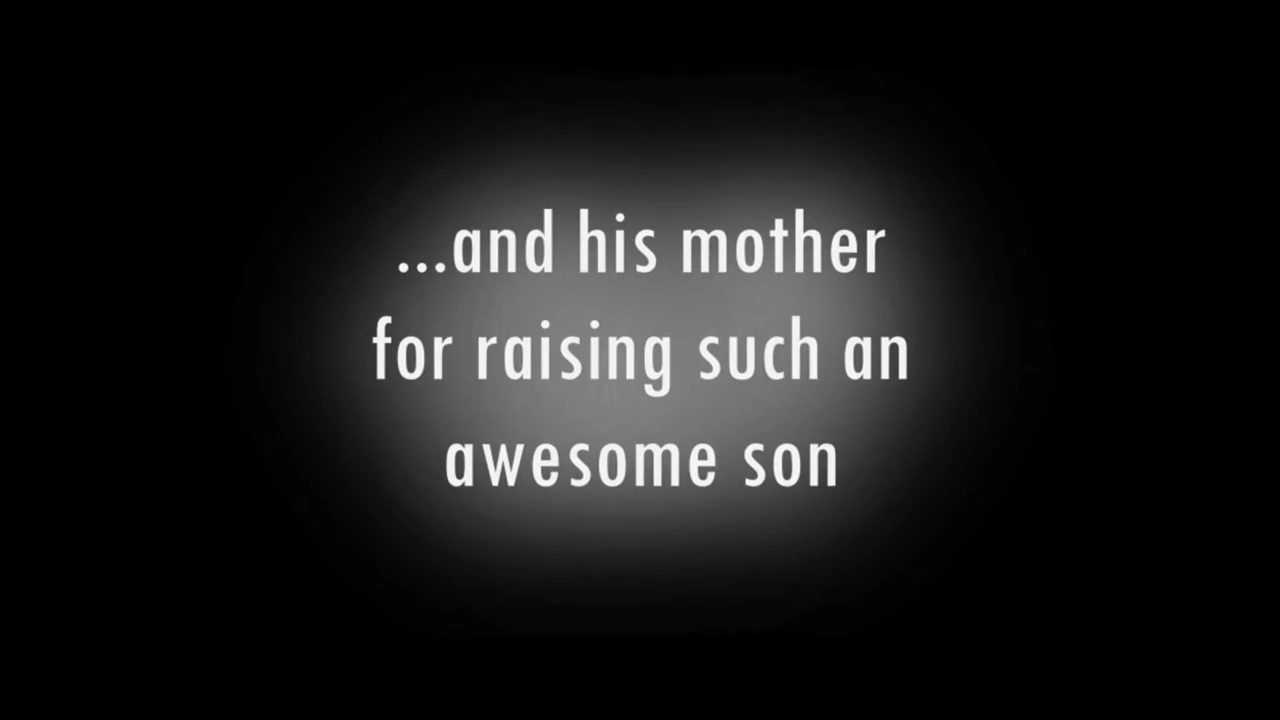 ...and his mother
for raising such an
awesome son